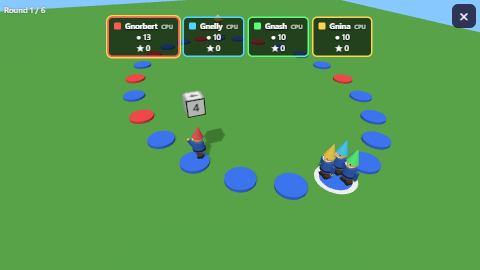 Round 1 / 6
Gnorbert CPU
13
0
Gnelly CPU
10
0
Gnash CPU
10
0
Gnina CPU
10
0
4